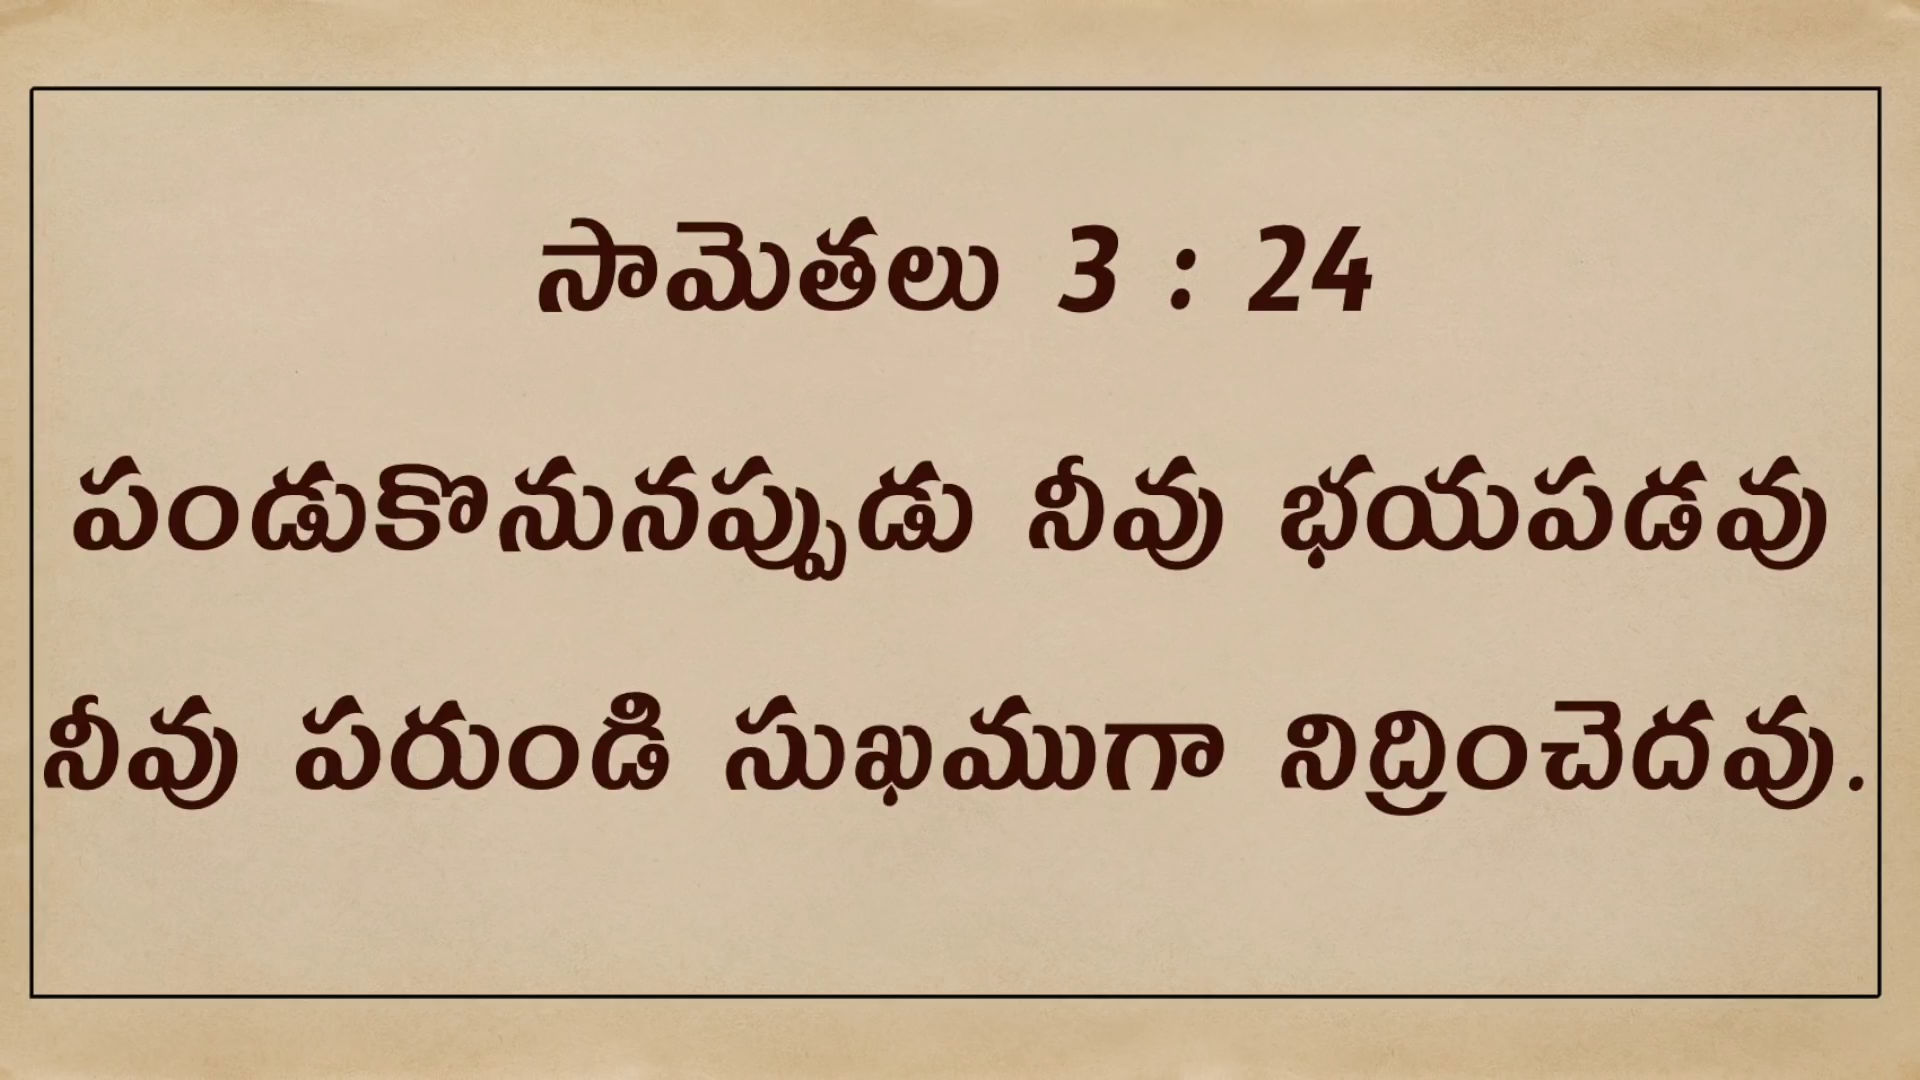 సామెతలు 3 : 24
పండుకొనునప్పుడు నీవు భయపడవు
నీవు పరుండి సుఖముగా నిద్రించెదవు.